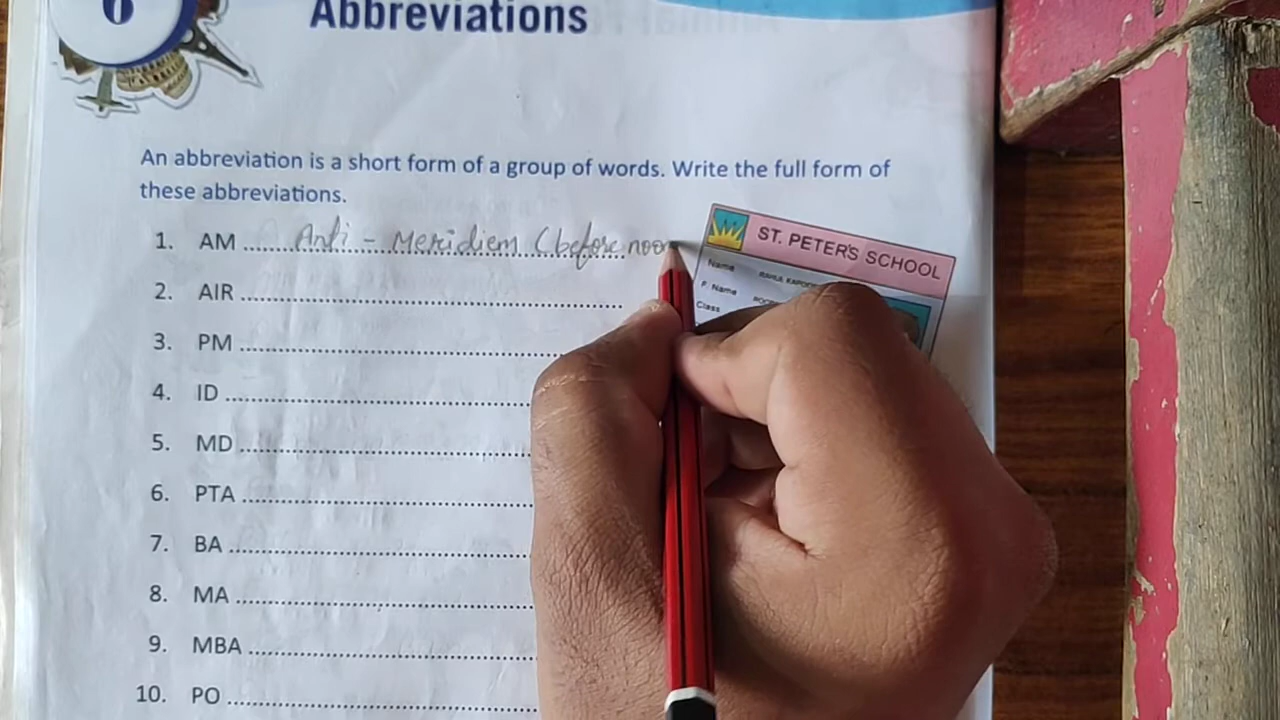 6
Abbreviations
An abbreviation is a short form of a group of words. Write the full form of
these abbreviations.
1. AM ........Anti - Meridiem (before noon
ST. PETER'S SCHOOL
Name
2. AIR ........................................................
F. Name
Class
3. PM ........................................................
4. ID ........................................................
5. MD ........................................................
6. PTA ........................................................
7. BA ........................................................
8. MA ........................................................
9. MBA ........................................................
10. PO ........................................................